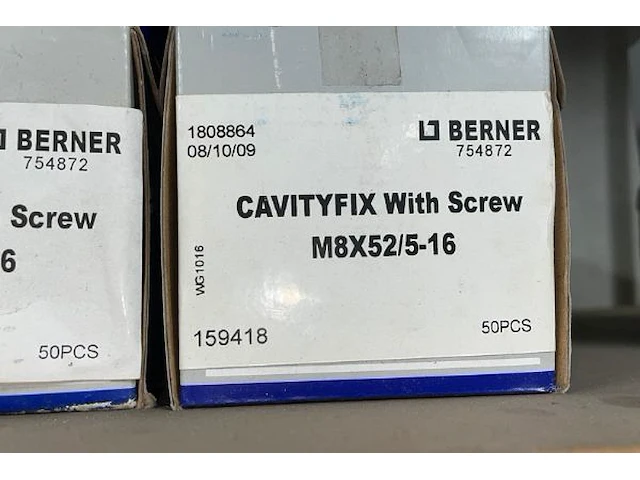 BERNER
754872
Screw
6
50PCS
1808864
08/10/09
BERNER
754872
CAVITYFIX With Screw
M8X52/5-16
WG1016
159418
50PCS